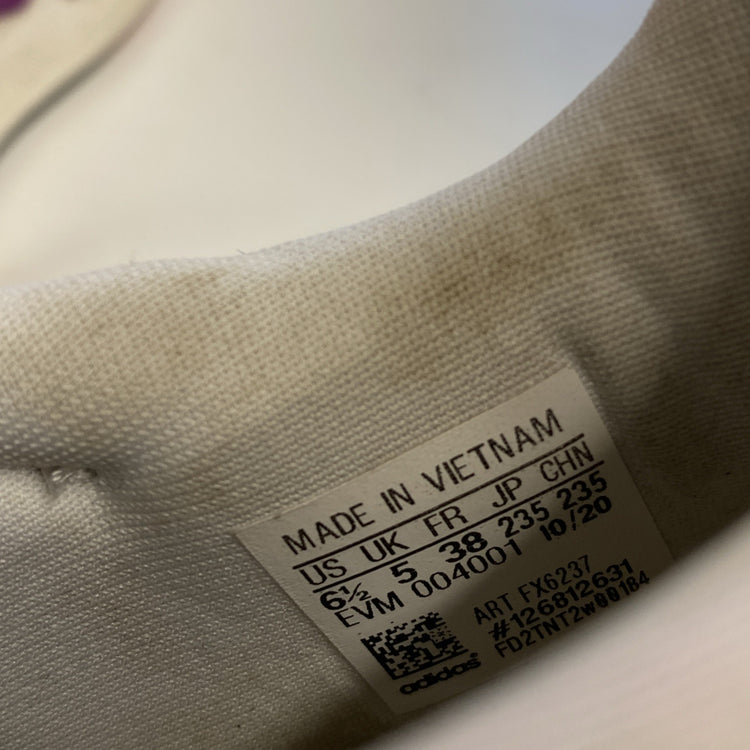 MADE IN VIETNAM
US UK FR JP CHN
6½ 5 38 235 235
EVM 004001 10/20
ART FX6237
#126812631
FD2TNT2W00184
adidas